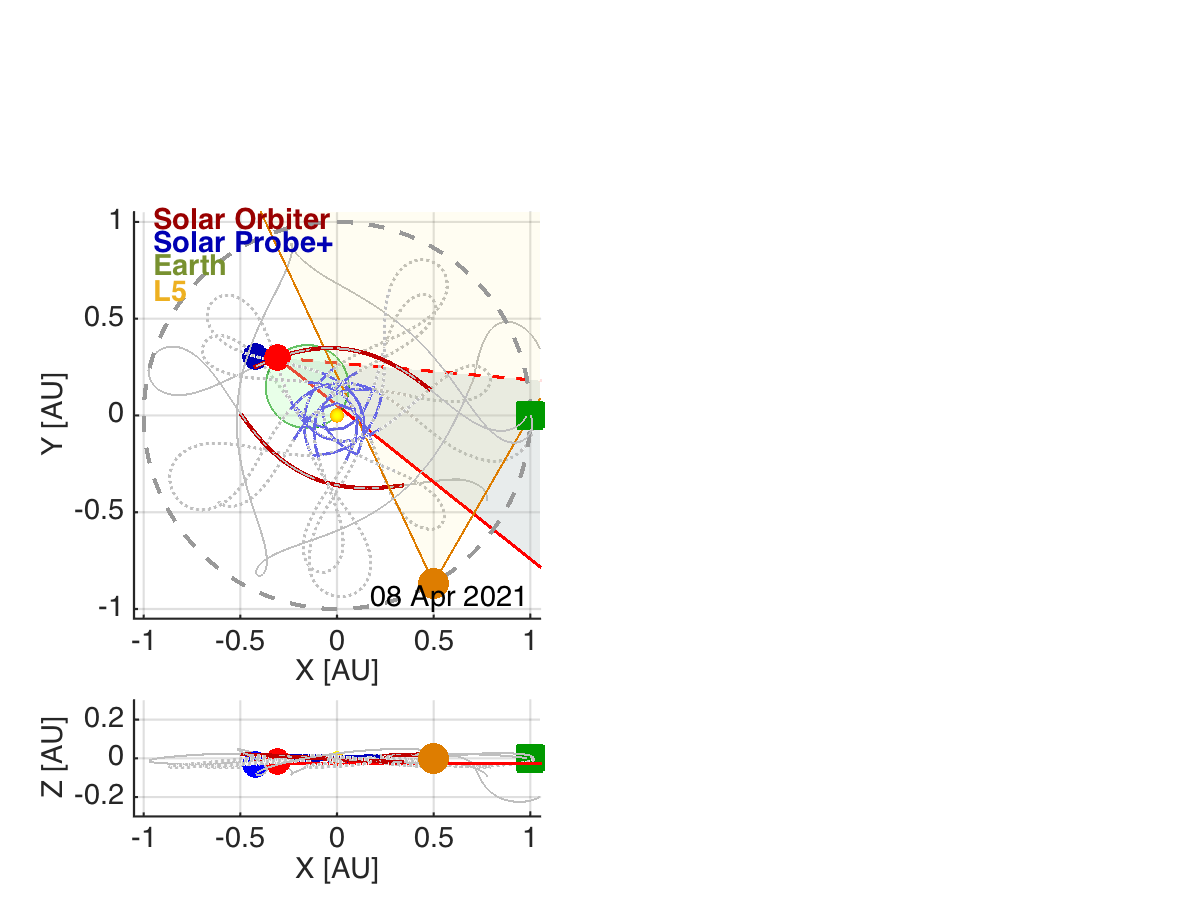 1
0.5
0
-0.5
-1
Y [AU]
Solar Orbiter
Solar Probe+
Earth
L5
08 Apr 2021
-1 -0.5 0 0.5 1
X [AU]
0.2
0
-0.2
Z [AU]
-1 -0.5 0 0.5 1
X [AU]